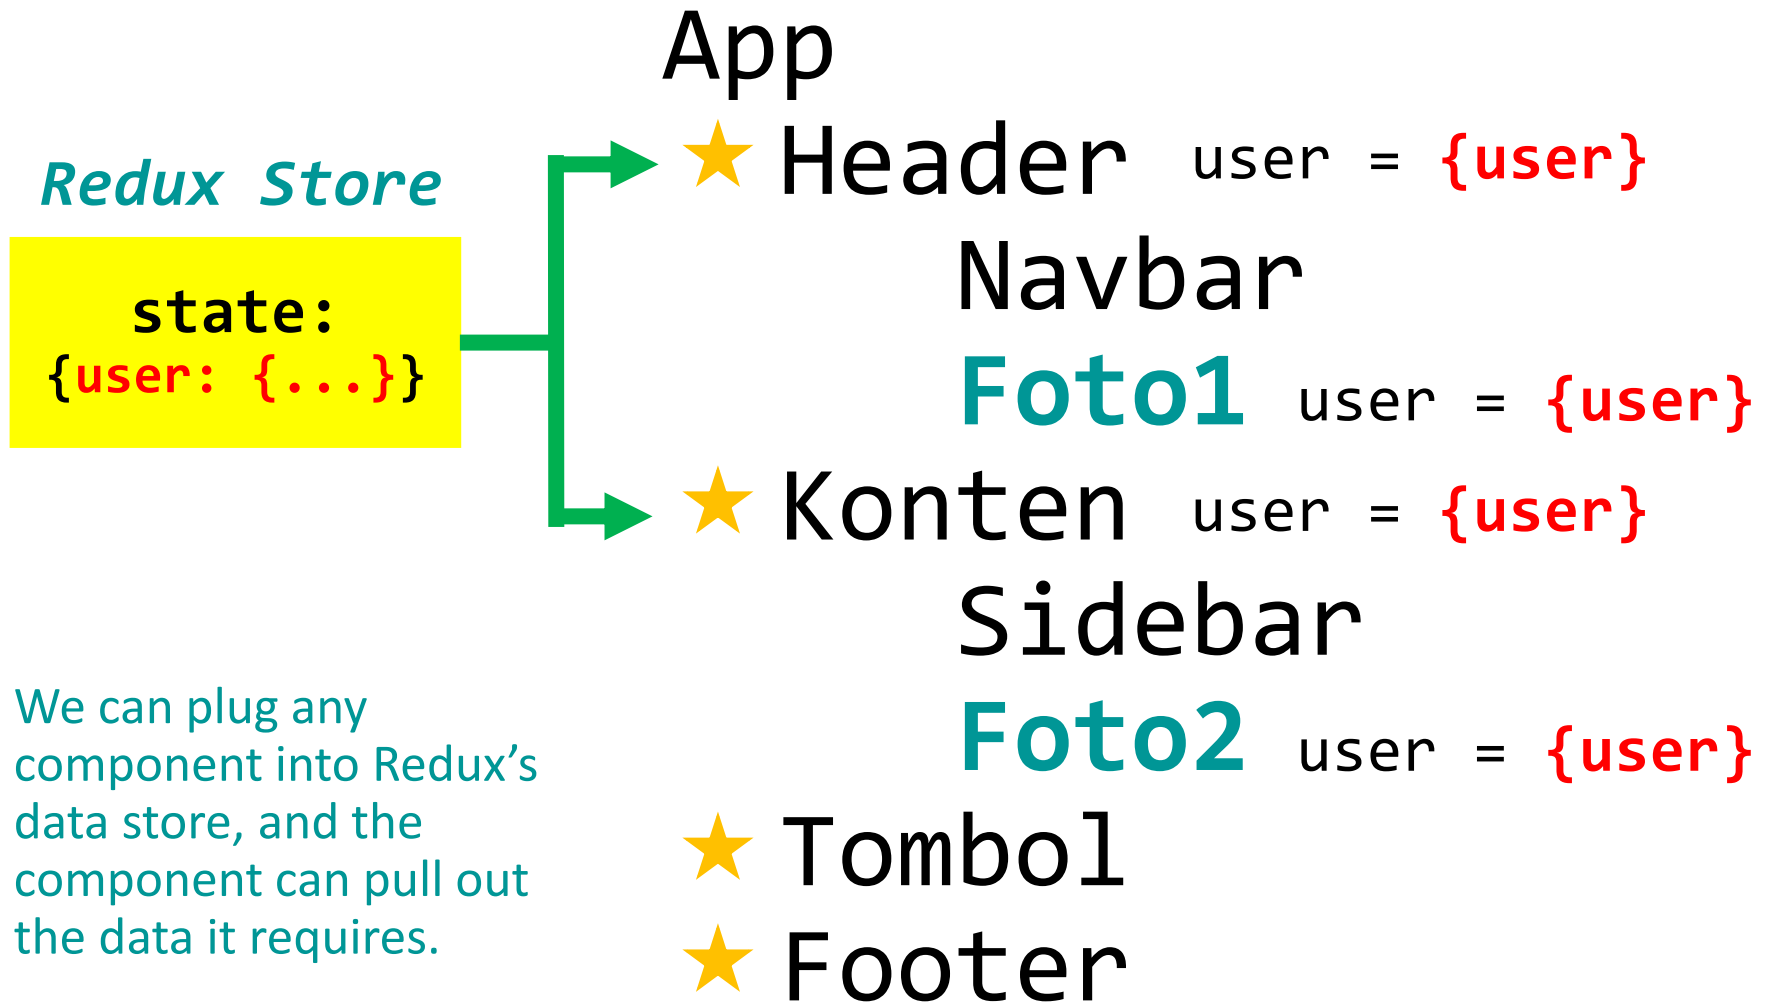 App
Header user = {user}
Redux Store
Navbar
state:
{user: {...}}
Foto1 user = {user}
Konten user = {user}
Sidebar
Foto2 user = {user}
We can plug any
component into Redux’s
data store, and the
component can pull out
the data it requires.
Tombol
Footer